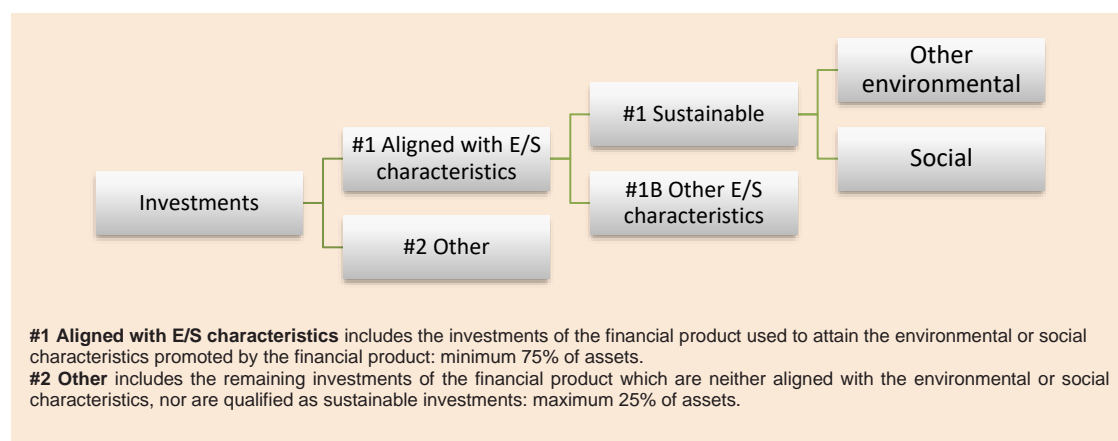 Other
environmental
#1 Sustainable
#1 Aligned with E/S
characteristics
Social
Investments
#1B Other E/S
characteristics
#2 Other
#1 Aligned with E/S characteristics includes the investments of the financial product used to attain the environmental or social
characteristics promoted by the financial product: minimum 75% of assets.
#2 Other includes the remaining investments of the financial product which are neither aligned with the environmental or social
characteristics, nor are qualified as sustainable investments: maximum 25% of assets.